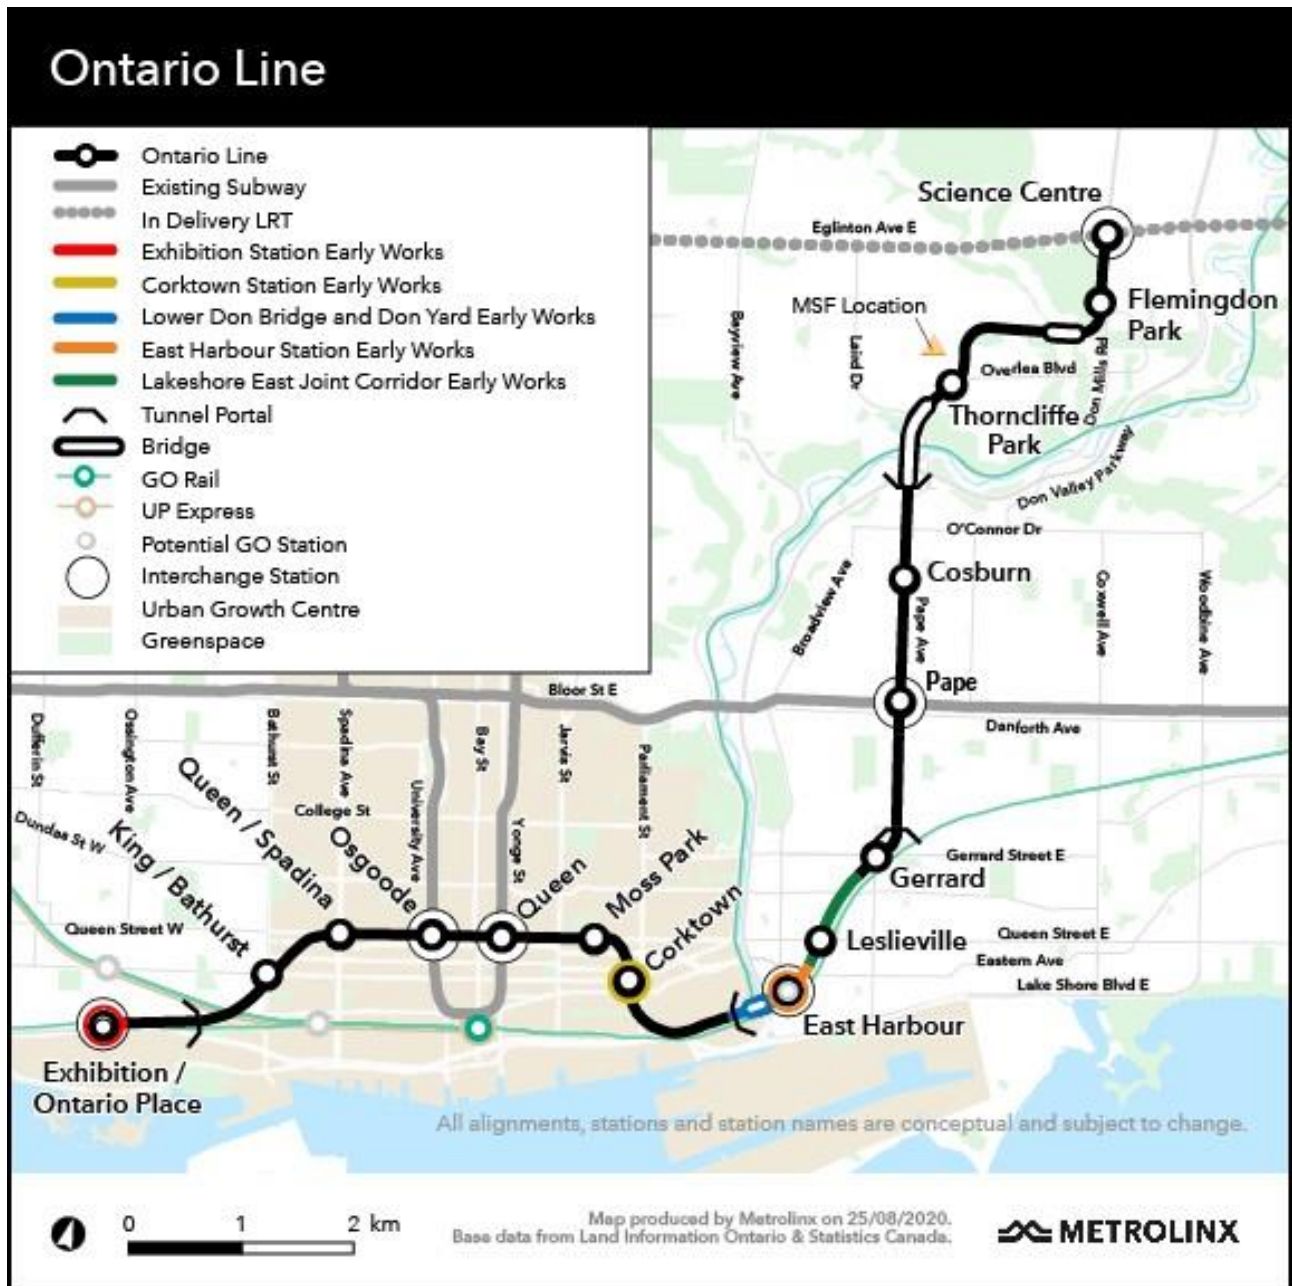 Ontario Line
Ontario Line
Existing Subway
In Delivery LRT
Exhibition Station Early Works
Corktown Station Early Works
Lower Don Bridge and Don Yard Early Works
East Harbour Station Early Works
Lakeshore East Joint Corridor Early Works
Tunnel Portal
Bridge
GO Rail
UP Express
Potential GO Station
Interchange Station
Urban Growth Centre
Greenspace
Science Centre
Eglinton Ave E
Flemingdon
Park
MSF Location
Bayview Ave
Laird Dr
Overlea Blvd
Don Mills Rd
Thorncliffe
Park
Don Valley Parkway
O'Connor Dr
Cosburn
Broadview Ave
Pape Ave
Coxwell Ave
Woodbine Ave
Pape
Bloor St E
Danforth Ave
Dufferin St
Ossington Ave
Bathurst St
Spadina Ave
Bay St
Jarvis St
Parliament St
University Ave
Yonge St
College St
Dundas St W
King / Bathurst
Queen / Spadina
Osgoode
Queen
Moss Park
Corktown
Gerrard Street E
Gerrard
Queen Street W
Leslieville
Queen Street E
Eastern Ave
Lake Shore Blvd E
East Harbour
Exhibition /
Ontario Place
All alignments, stations and station names are conceptual and subject to change.
0 1 2 km
Map produced by Metrolinx on 25/08/2020.
Base data from Land Information Ontario & Statistics Canada.
METROLINX